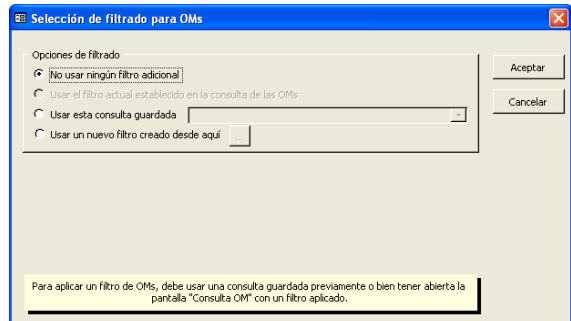 Selección de filtrado para OMs
Opciones de filtrado
No usar ningún filtro adicional
Usar el filtro actual establecido en la consulta de las OMs
Usar esta consulta guardada
Usar un nuevo filtro creado desde aquí ...
Aceptar
Cancelar
Para aplicar un filtro de OMs, debe usar una consulta guardada previamente o bien tener abierta la
pantalla "Consulta OM" con un filtro aplicado.